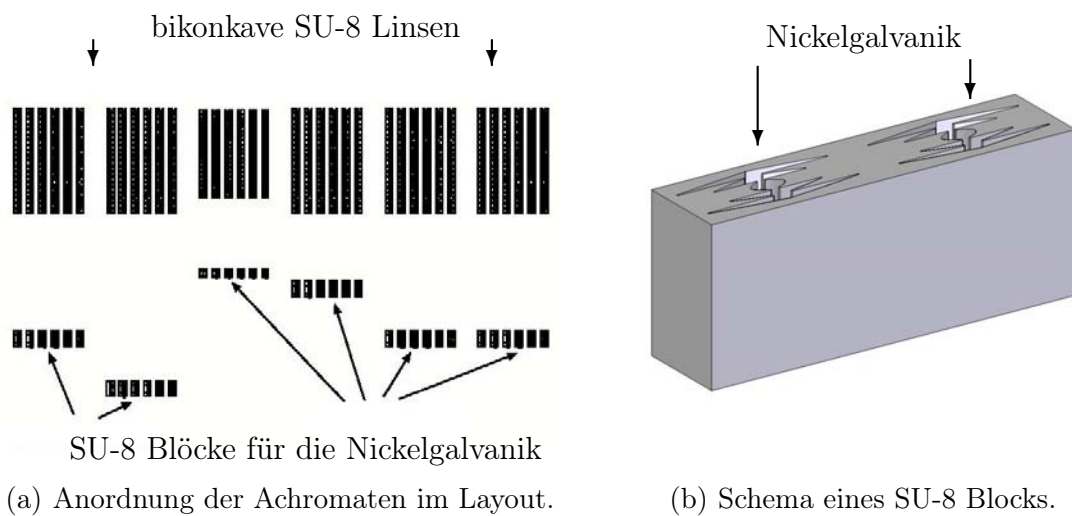 bikonkave SU-8 Linsen
Nickelgalvanik
SU-8 Blöcke für die Nickelgalvanik
(a) Anordnung der Achromaten im Layout.
(b) Schema eines SU-8 Blocks.